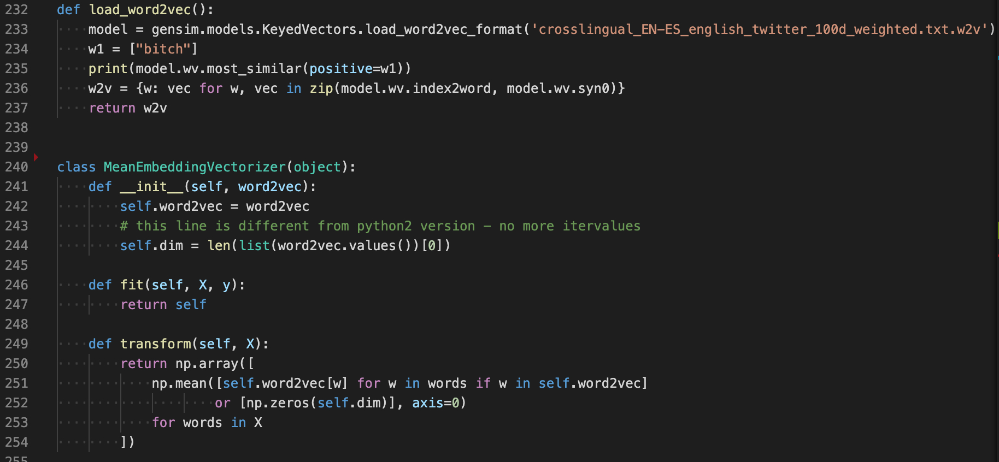 232 def load_word2vec():
233     model = gensim.models.KeyedVectors.load_word2vec_format('crosslingual_EN-ES_english_twitter_100d_weighted.txt.w2v')
234     w1 = ["bitch"]
235     print(model.wv.most_similar(positive=w1))
236     w2v = {w: vec for w, vec in zip(model.wv.index2word, model.wv.syn0)}
237     return w2v
238
239
240 class MeanEmbeddingVectorizer(object):
241     def __init__(self, word2vec):
242         self.word2vec = word2vec
243         # this line is different from python2 version - no more itervalues
244         self.dim = len(list(word2vec.values())[0])
245
246     def fit(self, X, y):
247         return self
248
249     def transform(self, X):
250         return np.array([
251             np.mean([self.word2vec[w] for w in words if w in self.word2vec]
252                     or [np.zeros(self.dim)], axis=0)
253             for words in X
254         ])
255